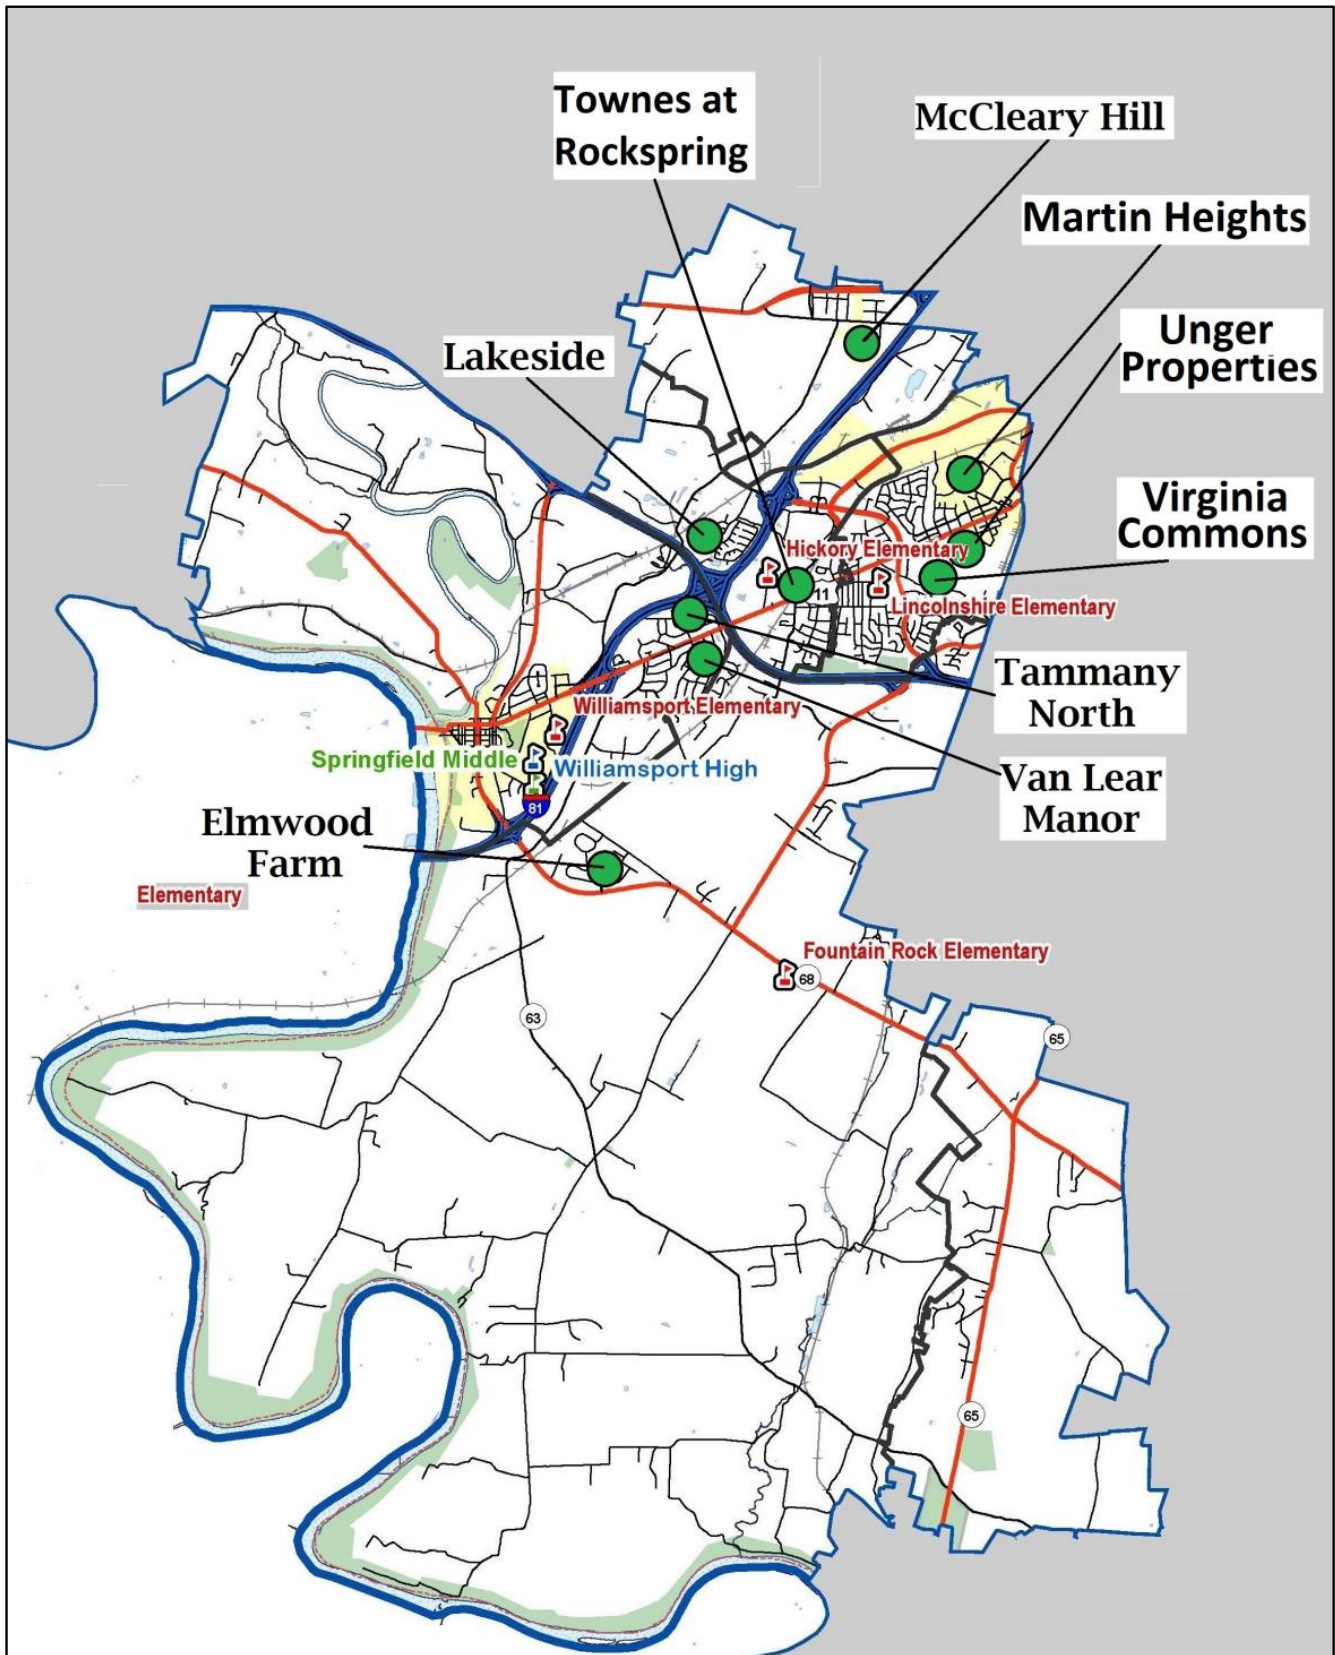 Townes at
Rockspring
McCleary Hill
Martin Heights
Unger
Properties
Lakeside
Virginia
Commons
Hickory Elementary
11
Lincolnshire Elementary
Tammany
North
Williamsport Elementary
Springfield Middle
Williamsport High
Van Lear
Manor
81
Elmwood
Farm
Elementary
Fountain Rock Elementary
68
63
65
65